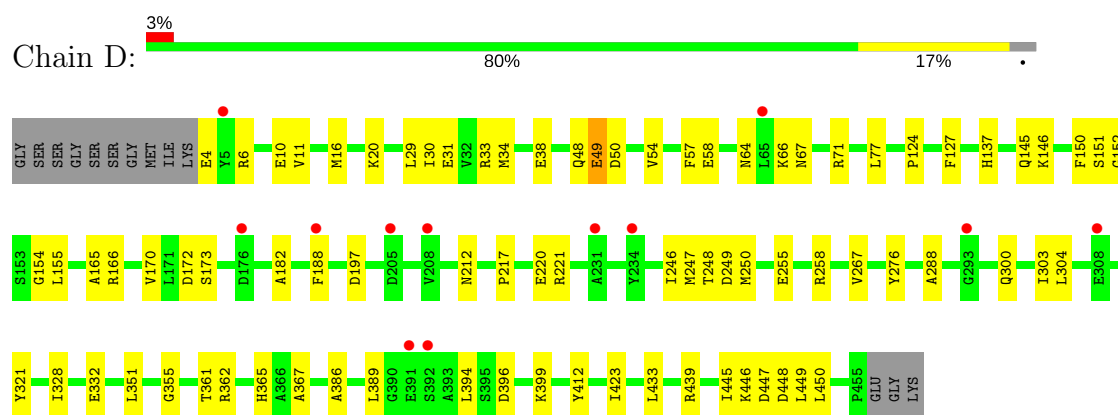 3%
Chain D:
80% 17% •
GLY SER SER GLY SER SER GLY MET ILE LYS E4 Y5 R6 E10 V11 M16 K20 L29 I30 E31 V32 R33 M34 E38 Q48 E49 D50 V54 F57 E58 N64 L65 K66 N67 R71 L77 P124 F127 H137 Q145 K146 F150 S151 G152
S153 G154 L155 A165 R166 V170 L171 D172 S173 D176 A182 F188 D197 D205 V208 N212 P217 E220 R221 A231 Y234 I246 M247 T248 D249 M250 E255 R258 V267 Y276 A288 G293 Q300 I303 L304 E308
Y321 I328 E332 L351 G355 T361 R362 H365 A366 A367 A386 L389 G390 E391 S392 A393 L394 S395 D396 K399 Y412 I423 L433 R439 I445 K446 D447 D448 L449 L450 P455 GLU GLY LYS